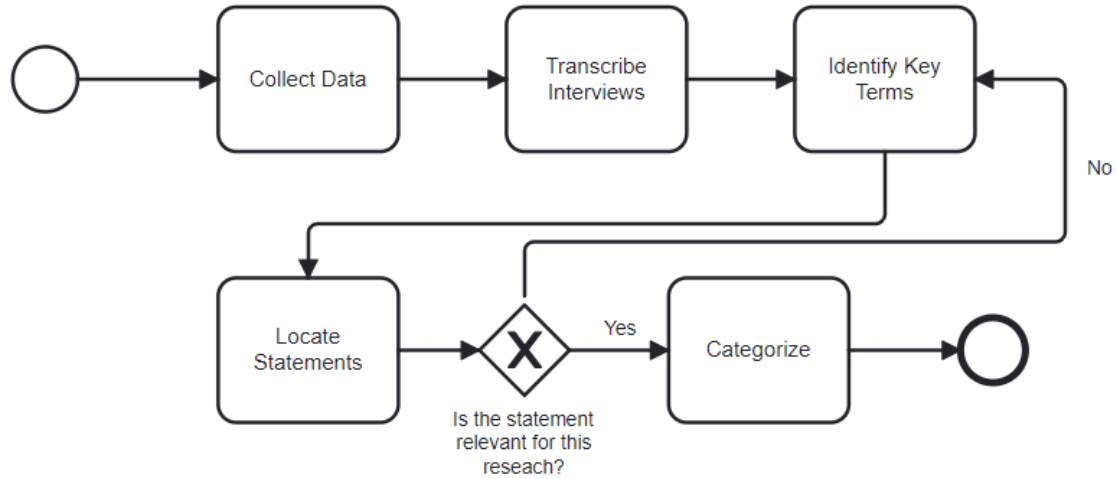 Collect Data
Transcribe
Interviews
Identify Key
Terms
No
Locate
Statements
Yes
Categorize
Is the statement
relevant for this
reseach?